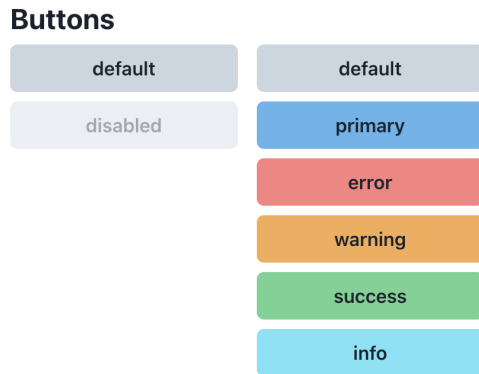 Buttons
default
disabled
default
primary
error
warning
success
info